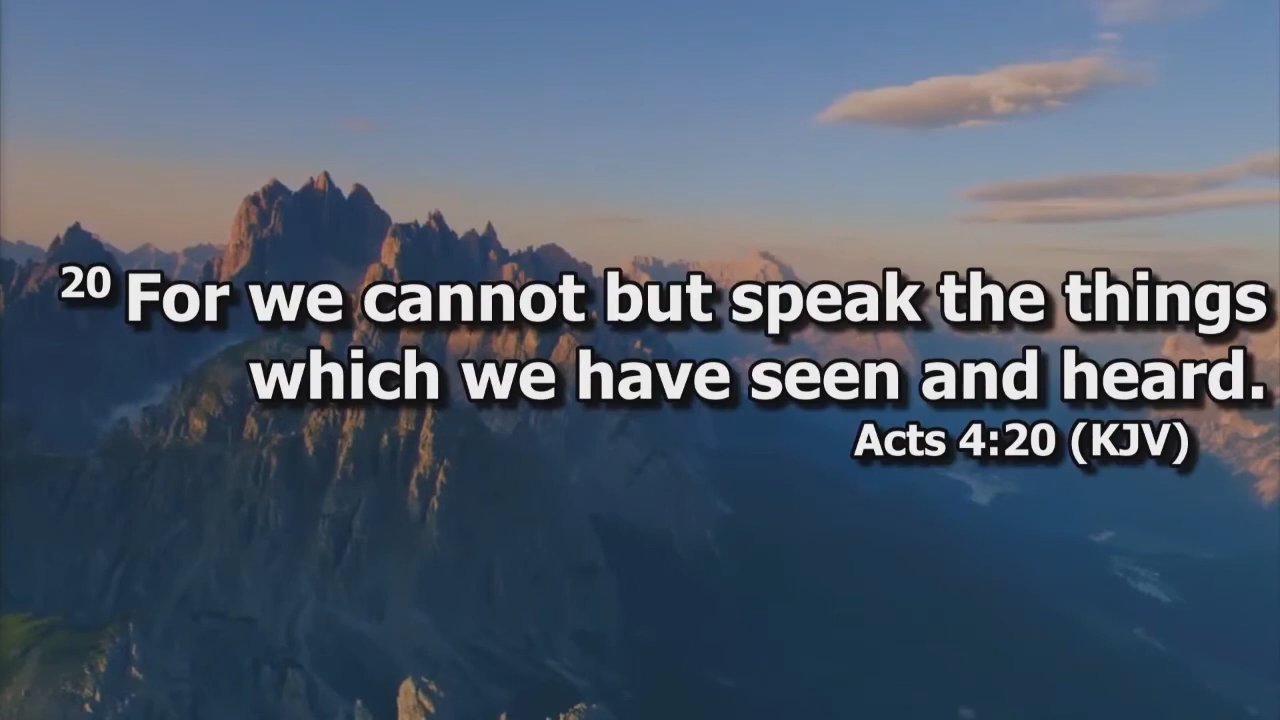 20 For we cannot but speak the things
which we have seen and heard.
Acts 4:20 (KJV)